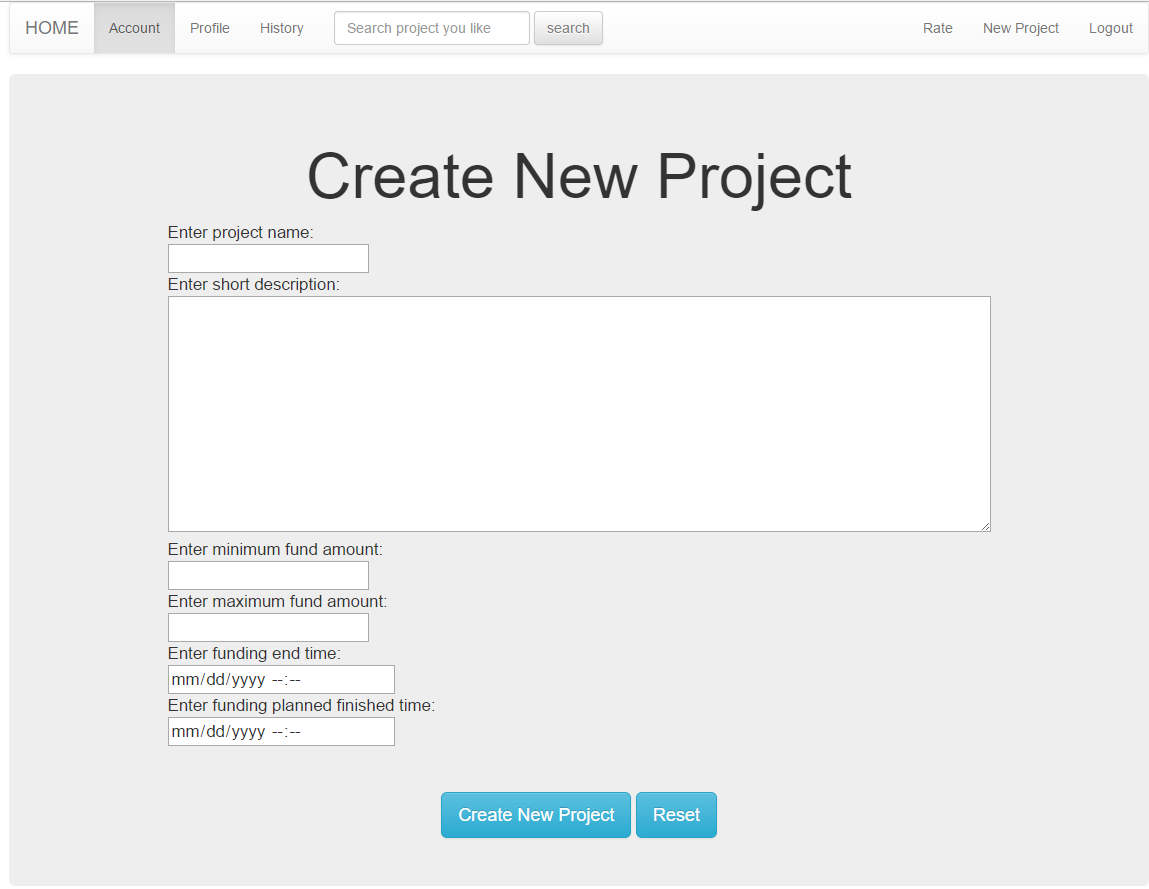 HOME Account Profile History Search project you like search Rate New Project Logout
Create New Project
Enter project name:
Enter short description:
Enter minimum fund amount:
Enter maximum fund amount:
Enter funding end time:
mm/dd/yyyy --:--
Enter funding planned finished time:
mm/dd/yyyy --:--
Create New Project Reset